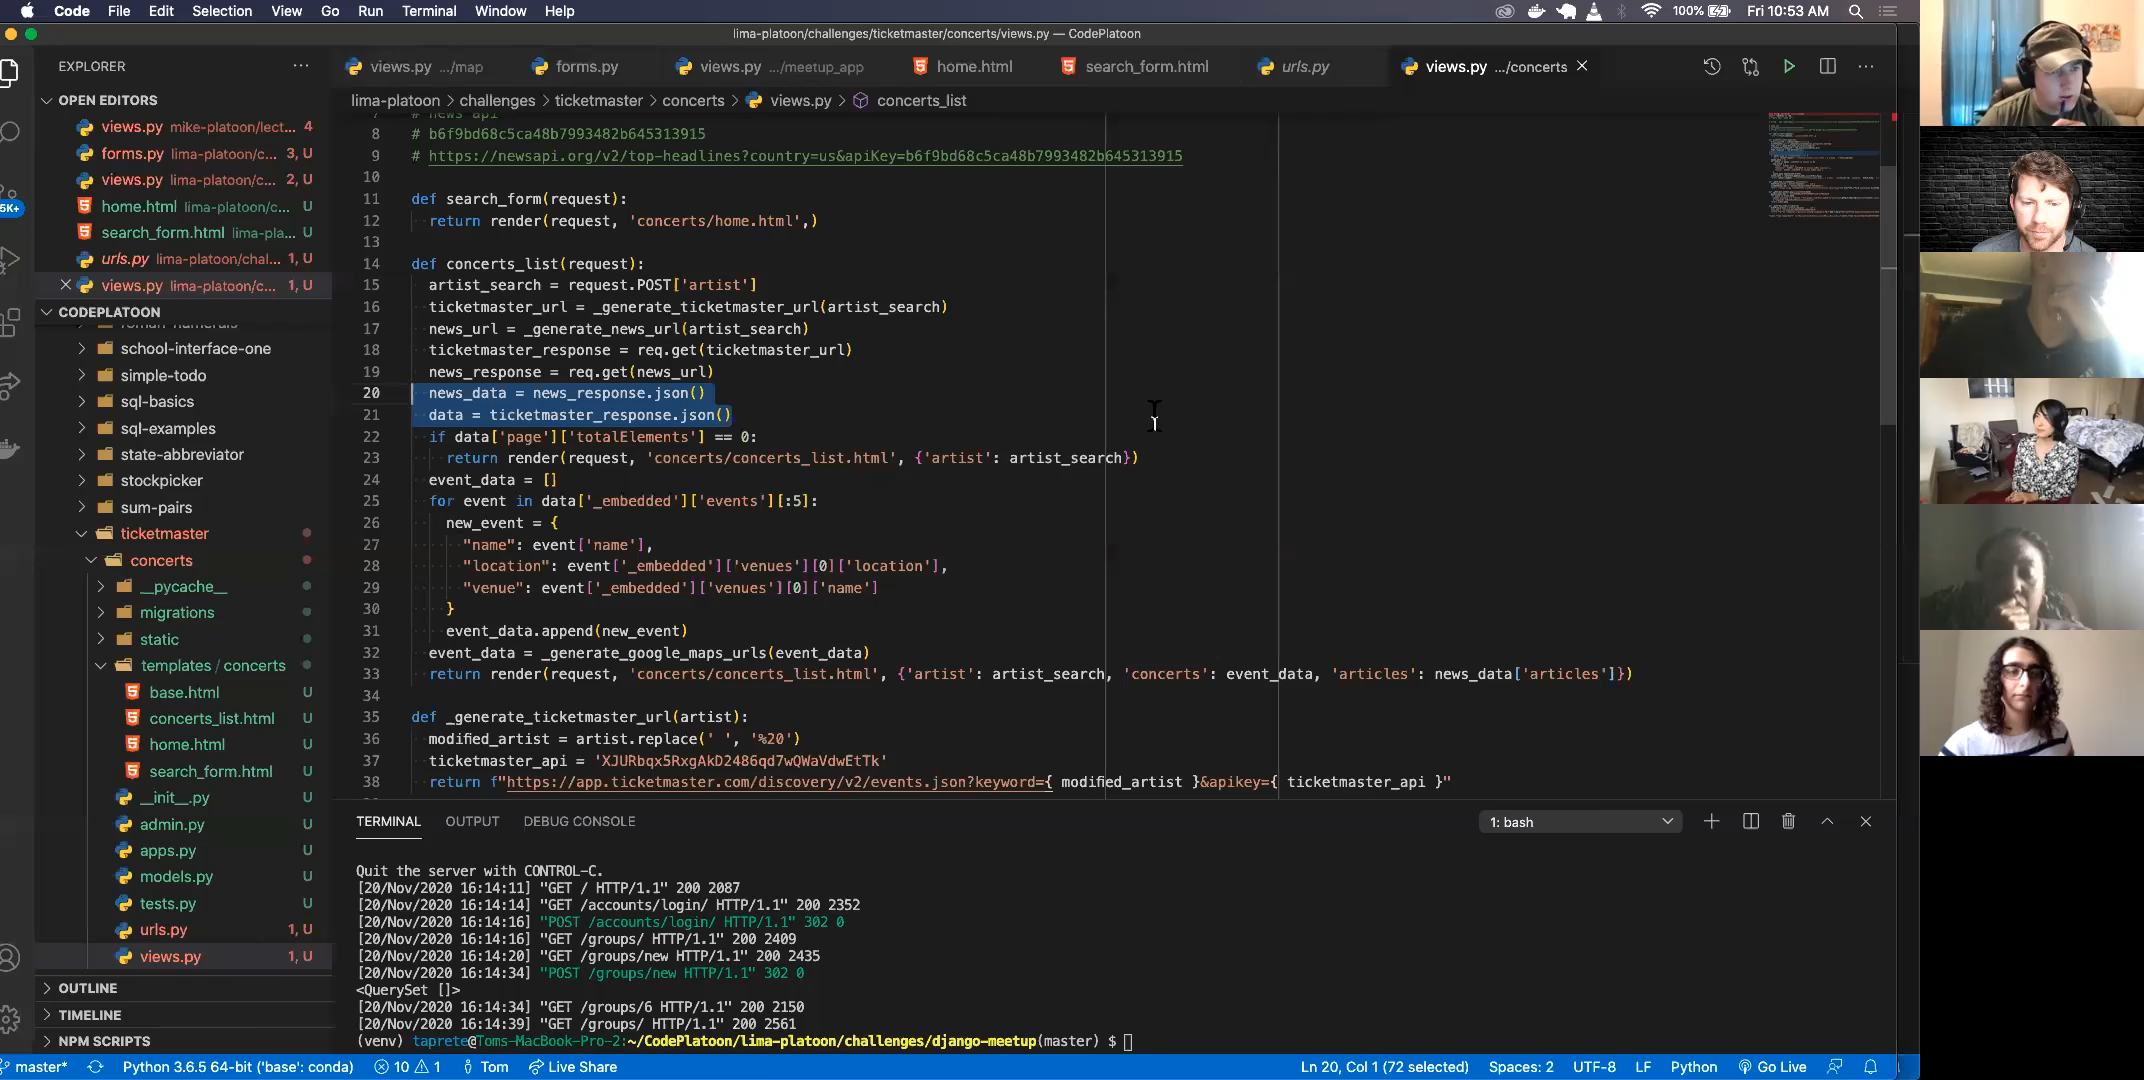 Code File Edit Selection View Go Run Terminal Window Help 100% Fri 10:53 AM
lima-platoon/challenges/ticketmaster/concerts/views.py — CodePlatoon
EXPLORER
views.py .../map forms.py views.py .../meetup_app home.html search_form.html urls.py views.py .../concerts
OPEN EDITORS
lima-platoon > challenges > ticketmaster > concerts > views.py > concerts_list
views.py mike-platoon/lect... 4
forms.py lima-platoon/c... 3, U
views.py lima-platoon/c... 2, U
home.html lima-platoon/c... U
search_form.html lima-pla... U
urls.py lima-platoon/chal... 1, U
views.py lima-platoon/c... 1, U
5K+
CODEPLATOON
roman-numerals
school-interface-one
simple-todo
sql-basics
sql-examples
state-abbreviator
stockpicker
sum-pairs
ticketmaster
concerts
__pycache__
migrations
static
templates / concerts
base.html U
concerts_list.html U
home.html U
search_form.html U
__init__.py U
admin.py U
apps.py U
models.py U
tests.py U
urls.py 1, U
views.py 1, U
OUTLINE
TIMELINE
NPM SCRIPTS
7 # news api
8 # b6f9bd68c5ca48b7993482b645313915
9 # https://newsapi.org/v2/top-headlines?country=us&apiKey=b6f9bd68c5ca48b7993482b645313915
10
11 def search_form(request):
12 return render(request, 'concerts/home.html',)
13
14 def concerts_list(request):
15 artist_search = request.POST['artist']
16 ticketmaster_url = _generate_ticketmaster_url(artist_search)
17 news_url = _generate_news_url(artist_search)
18 ticketmaster_response = req.get(ticketmaster_url)
19 news_response = req.get(news_url)
20 news_data = news_response.json()
21 data = ticketmaster_response.json()
22 if data['page']['totalElements'] == 0:
23 return render(request, 'concerts/concerts_list.html', {'artist': artist_search})
24 event_data = []
25 for event in data['_embedded']['events'][:5]:
26 new_event = {
27 "name": event['name'],
28 "location": event['_embedded']['venues'][0]['location'],
29 "venue": event['_embedded']['venues'][0]['name']
30 }
31 event_data.append(new_event)
32 event_data = _generate_google_maps_urls(event_data)
33 return render(request, 'concerts/concerts_list.html', {'artist': artist_search, 'concerts': event_data, 'articles': news_data['articles']})
34
35 def _generate_ticketmaster_url(artist):
36 modified_artist = artist.replace(' ', '%20')
37 ticketmaster_api = 'XJURbqx5RxgAkD2486qd7wQWaVdwEtTk'
38 return f"https://app.ticketmaster.com/discovery/v2/events.json?keyword={ modified_artist }&apikey={ ticketmaster_api }"
TERMINAL OUTPUT DEBUG CONSOLE 1: bash
Quit the server with CONTROL-C.
[20/Nov/2020 16:14:11] "GET / HTTP/1.1" 200 2087
[20/Nov/2020 16:14:14] "GET /accounts/login/ HTTP/1.1" 200 2352
[20/Nov/2020 16:14:16] "POST /accounts/login/ HTTP/1.1" 302 0
[20/Nov/2020 16:14:16] "GET /groups/ HTTP/1.1" 200 2409
[20/Nov/2020 16:14:20] "GET /groups/new HTTP/1.1" 200 2435
[20/Nov/2020 16:14:34] "POST /groups/new HTTP/1.1" 302 0
<QuerySet []>
[20/Nov/2020 16:14:34] "GET /groups/6 HTTP/1.1" 200 2150
[20/Nov/2020 16:14:39] "GET /groups/ HTTP/1.1" 200 2561
(venv) taprete@Toms-MacBook-Pro-2:~/CodePlatoon/lima-platoon/challenges/django-meetup(master) $
master* Python 3.6.5 64-bit ('base': conda) 10 1 Tom Live Share Ln 20, Col 1 (72 selected) Spaces: 2 UTF-8 LF Python Go Live